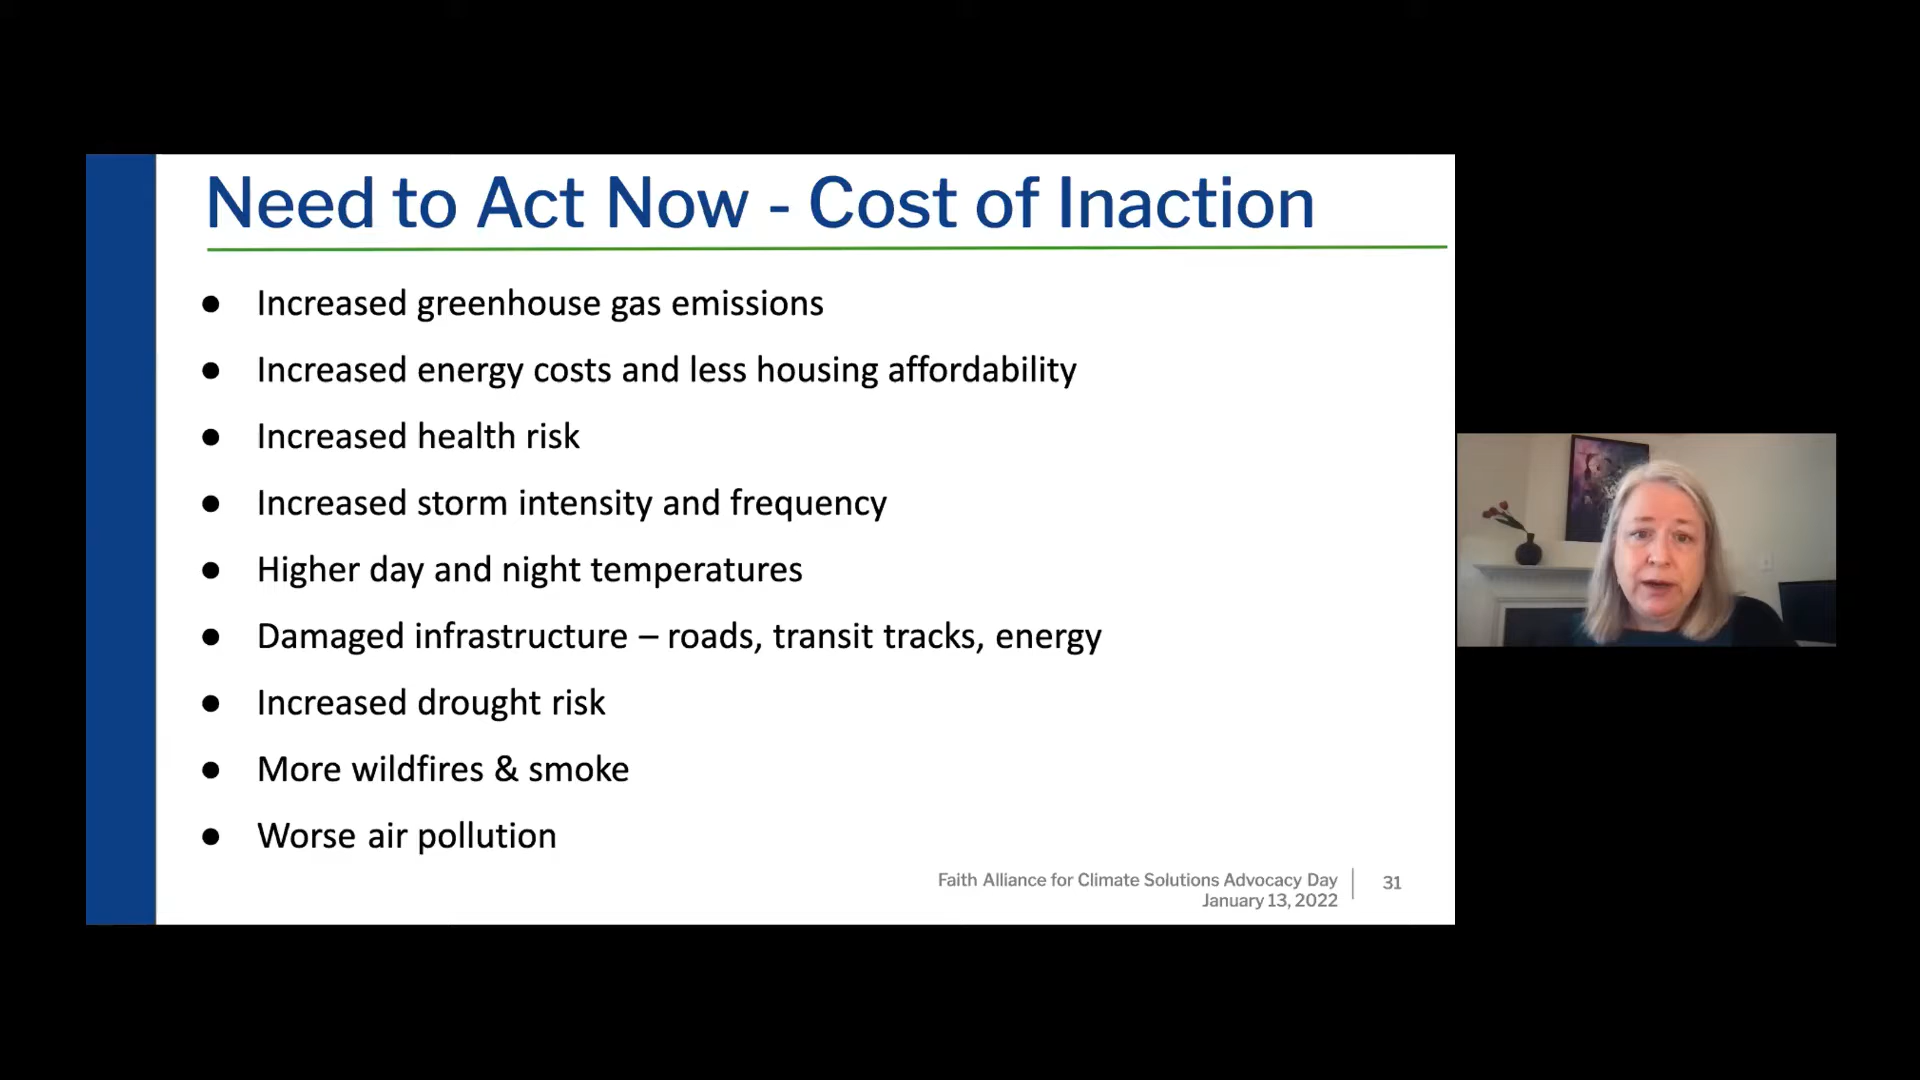 Need to Act Now - Cost of Inaction
● Increased greenhouse gas emissions
● Increased energy costs and less housing affordability
● Increased health risk
● Increased storm intensity and frequency
● Higher day and night temperatures
● Damaged infrastructure – roads, transit tracks, energy
● Increased drought risk
● More wildfires & smoke
● Worse air pollution
Faith Alliance for Climate Solutions Advocacy Day
January 13, 2022
31